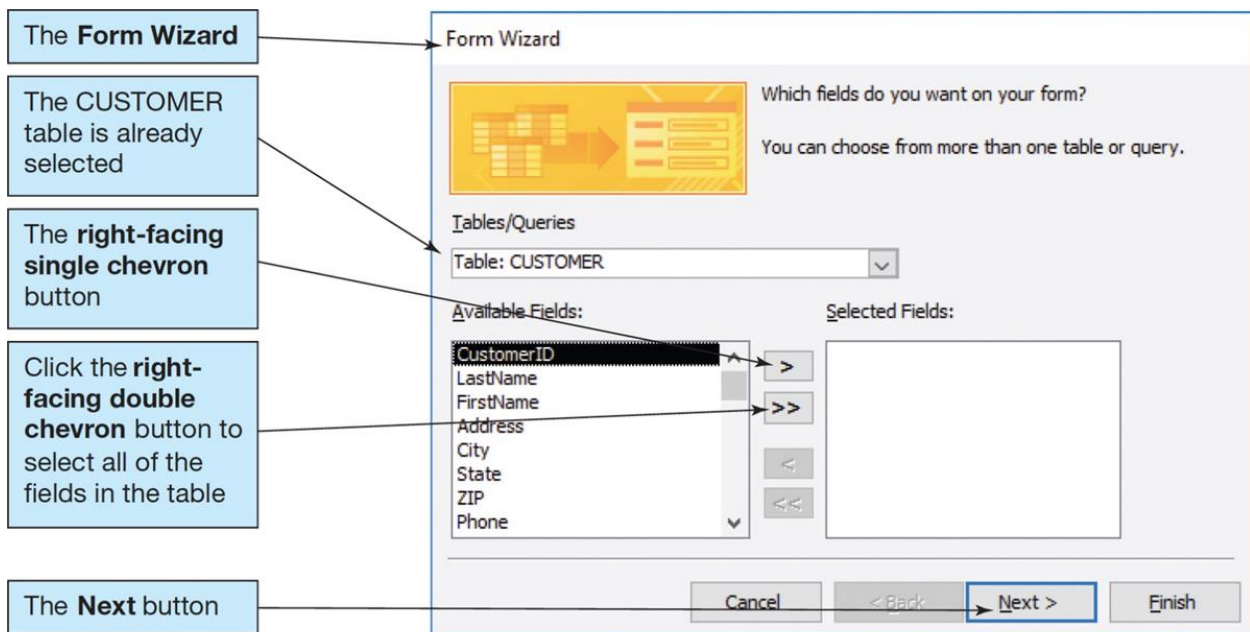 The Form Wizard
The CUSTOMER
table is already
selected
The right-facing
single chevron
button
Click the right-
facing double
chevron button to
select all of the
fields in the table
The Next button
Form Wizard
Which fields do you want on your form?
You can choose from more than one table or query.
Tables/Queries
Table: CUSTOMER
Available Fields:
Selected Fields:
CustomerID
LastName
FirstName
Address
City
State
ZIP
Phone
>
>>
<
<<
Cancel
< Back
Next >
Finish